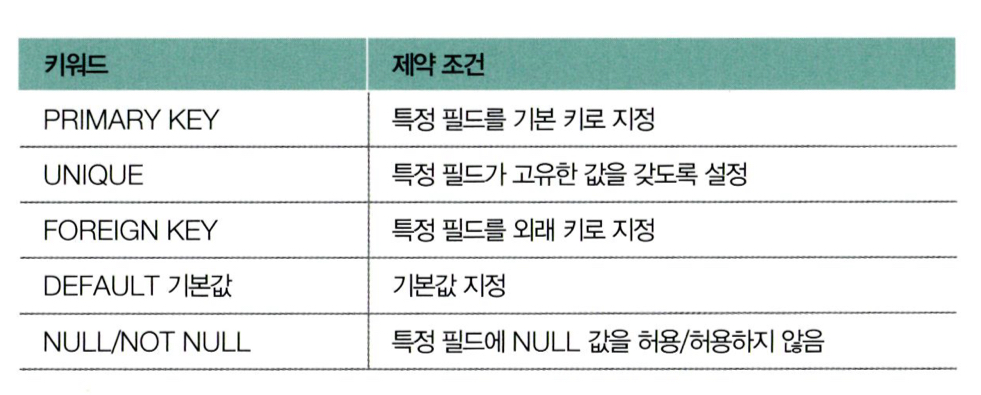 키워드 제약 조건
PRIMARY KEY 특정 필드를 기본 키로 지정
UNIQUE 특정 필드가 고유한 값을 갖도록 설정
FOREIGN KEY 특정 필드를 외래 키로 지정
DEFAULT 기본값 기본값 지정
NULL/NOT NULL 특정 필드에 NULL 값을 허용/허용하지 않음